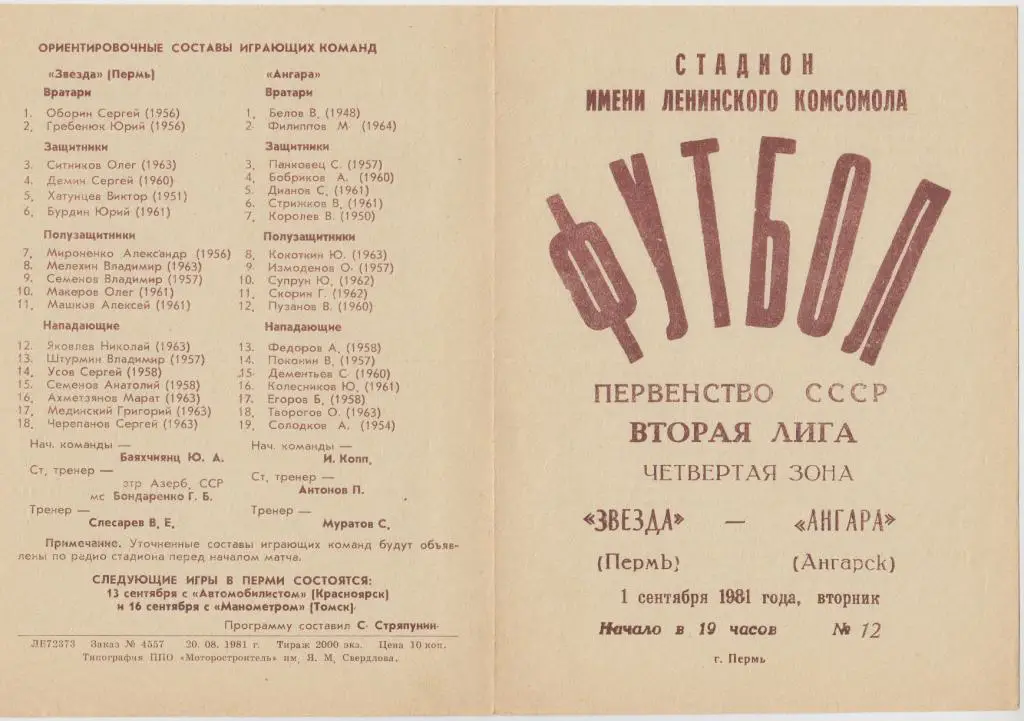 ОРИЕНТИРОВОЧНЫЕ СОСТАВЫ ИГРАЮЩИХ КОМАНД
«Звезда» (Пермь)
Вратари
1. Оборин Сергей (1956)
2, Гребенюк Юрий (1956)
Защитники
3. Ситников Олег (1963)
4. Демин Сергей (1960)
5, Хатунцев Виктор (1951)
6, Бурдин Юрий (1961)
Полузащитники
7, Мироненко Александр (1956)
8. Мелехин Владимир (1963)
9. Семенов Владимир (1957)
10. Макеров Олег (1961)
11, Машков Алексей (1961)
Нападающие
12. Яковлев Николай (1963)
13. Штурмин Владимир (1957)
14, Усов Сергей (1958)
15. Семенов Анатолий (1958)
16, Ахметзянов Марат (1963)
17, Мединский Григорий (1963)
18, Черепанов Сергей (1963)
Нач. команды —
Баяхчиянц Ю. А.
Ст, тренер —
зтр Азерб, ССР
мс Бондаренко Г. Б.
Тренер —
Слесарев В, Е,
«Ангара»
Вратари
1, Белов В, (1948)
2· Филиппов М· (1964)
Защитники
3, Панковец С. (1957)
4, Бобриков А. (1960)
5. Дианов С, (1961)
6. Стрижков В, (1961)
7, Королев В. (1950)
Полузащитники
8, Кокоткин Ю. (1963)
9· Измоденов О. (1957)
10. Супрун Ю, (1962)
11, Скорин Г. (1962)
12, Пузанов В. (1960)
Нападающие
13. Федоров А, (1958)
14. Поконин В, (1957)
15· Дементьев С· (1960)
16. Колесников Ю, (1961)
17. Егоров Б, (1958)
18, Творогов О. (1963)
19, Солодков А. (1954)
Нач. команды —
И. Копп,
Ст, тренер —
Антонов П.
Тренер —
Муратов С,
Примечание. Уточненные составы играющих команд будут объяв-
лены по радио стадиона перед началом матча.
СЛЕДУЮЩИЕ ИГРЫ В ПЕРМИ СОСТОЯТСЯ:
13 сентября с «Автомобилистом» (Красноярск)
и 16 сентября с «Манометром» (Томск)·
Программу составил С· Стряпунин·
ЛБ72373 Заказ № 4557 20. 08. 1981 г. Тираж 2000 экз. Цена 10 коп.
Типография ППО «Моторостроитель» им, Я. М, Свердлова.
СТАДИОН
ИМЕНИ ЛЕНИНСКОГО КОМСОМОЛА
ФУТБОЛ
ПЕРВЕНСТВО СССР
ВТОРАЯ ЛИГА
ЧЕТВЕРТАЯ ЗОНА
«ЗВЕЗДА» — «АНГАРА»
(Пермь) (Ангарск)
1 сентября 1981 года, вторник
Начало в 19 часов № 12
г. Пермь